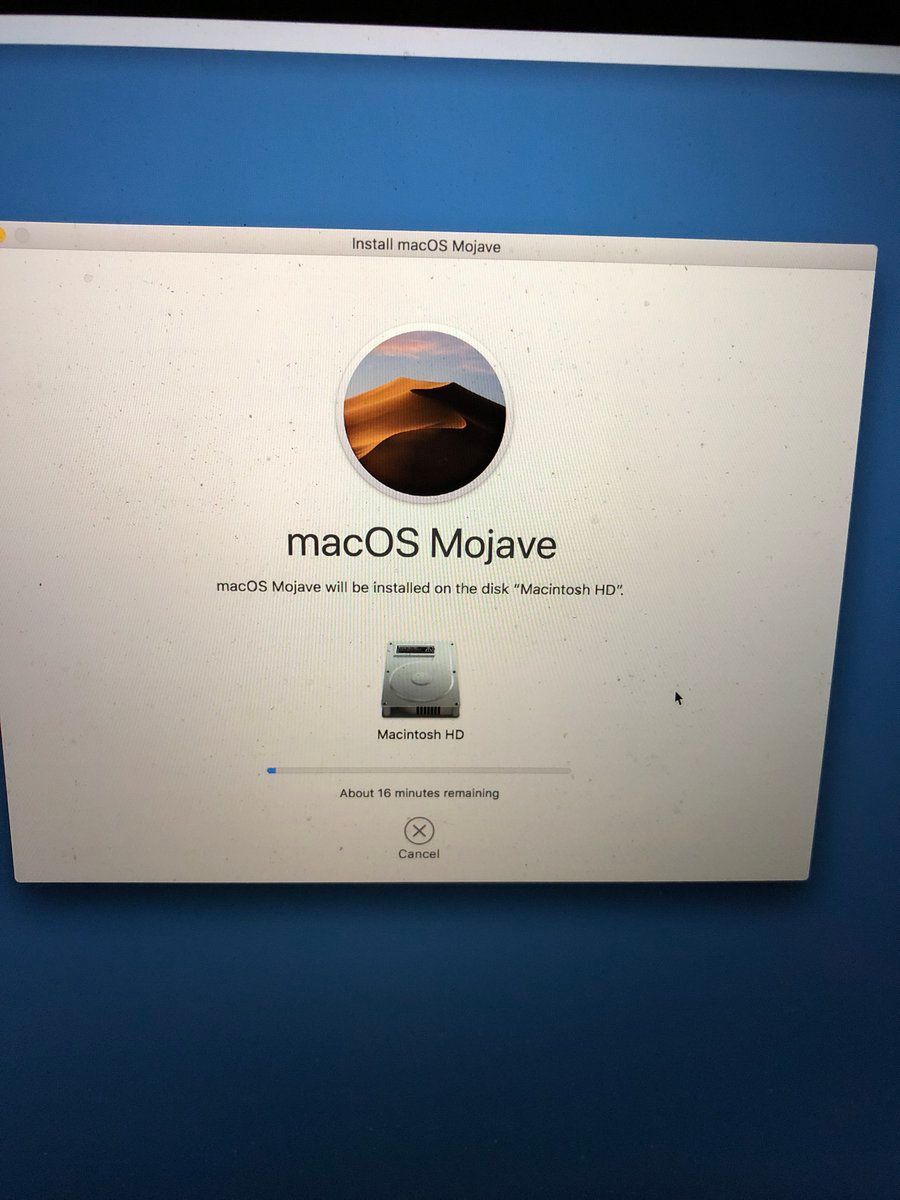 Install macOS Mojave
macOS Mojave
macOS Mojave will be installed on the disk “Macintosh HD”.
Macintosh HD
About 16 minutes remaining
Cancel